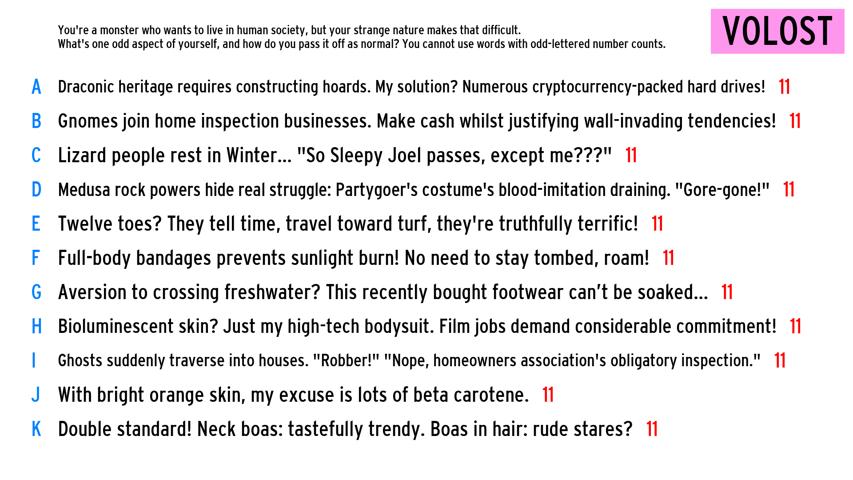 You're a monster who wants to live in human society, but your strange nature makes that difficult.
What's one odd aspect of yourself, and how do you pass it off as normal? You cannot use words with odd-lettered number counts.
VOLOST
A Draconic heritage requires constructing hoards. My solution? Numerous cryptocurrency-packed hard drives! 11
B Gnomes join home inspection businesses. Make cash whilst justifying wall-invading tendencies! 11
C Lizard people rest in Winter... "So Sleepy Joel passes, except me???" 11
D Medusa rock powers hide real struggle: Partygoer's costume's blood-imitation draining. "Gore-gone!" 11
E Twelve toes? They tell time, travel toward turf, they're truthfully terrific! 11
F Full-body bandages prevents sunlight burn! No need to stay tombed, roam! 11
G Aversion to crossing freshwater? This recently bought footwear can't be soaked... 11
H Bioluminescent skin? Just my high-tech bodysuit. Film jobs demand considerable commitment! 11
I Ghosts suddenly traverse into houses. "Robber!" "Nope, homeowners association's obligatory inspection." 11
J With bright orange skin, my excuse is lots of beta carotene. 11
K Double standard! Neck boas: tastefully trendy. Boas in hair: rude stares? 11